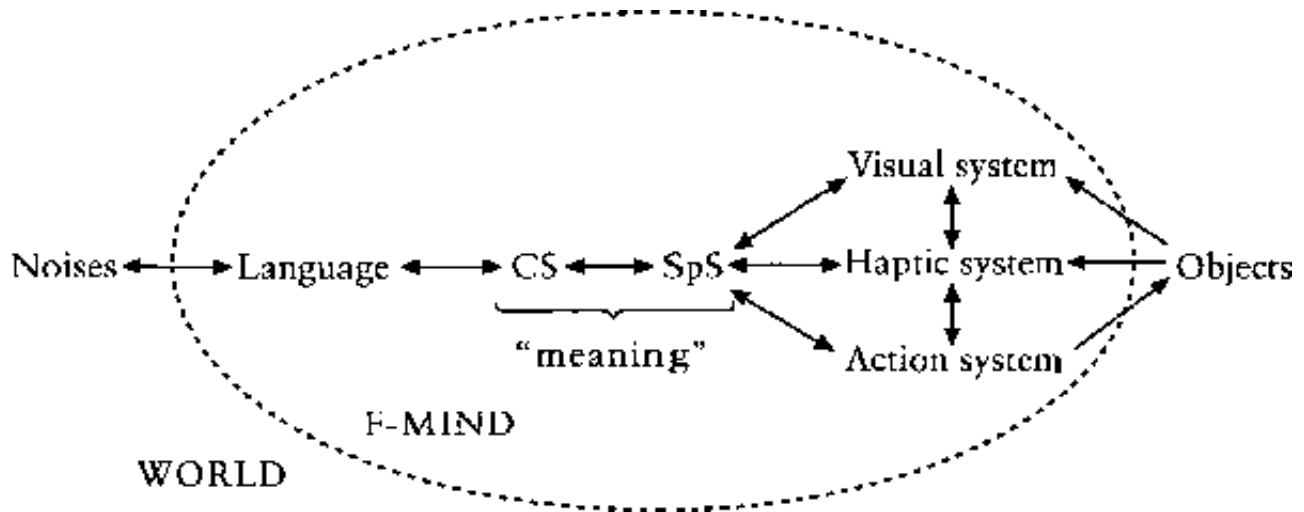 Visual system
Noises Language CS SpS Haptic system Objects
“meaning” Action system
F-MIND
WORLD